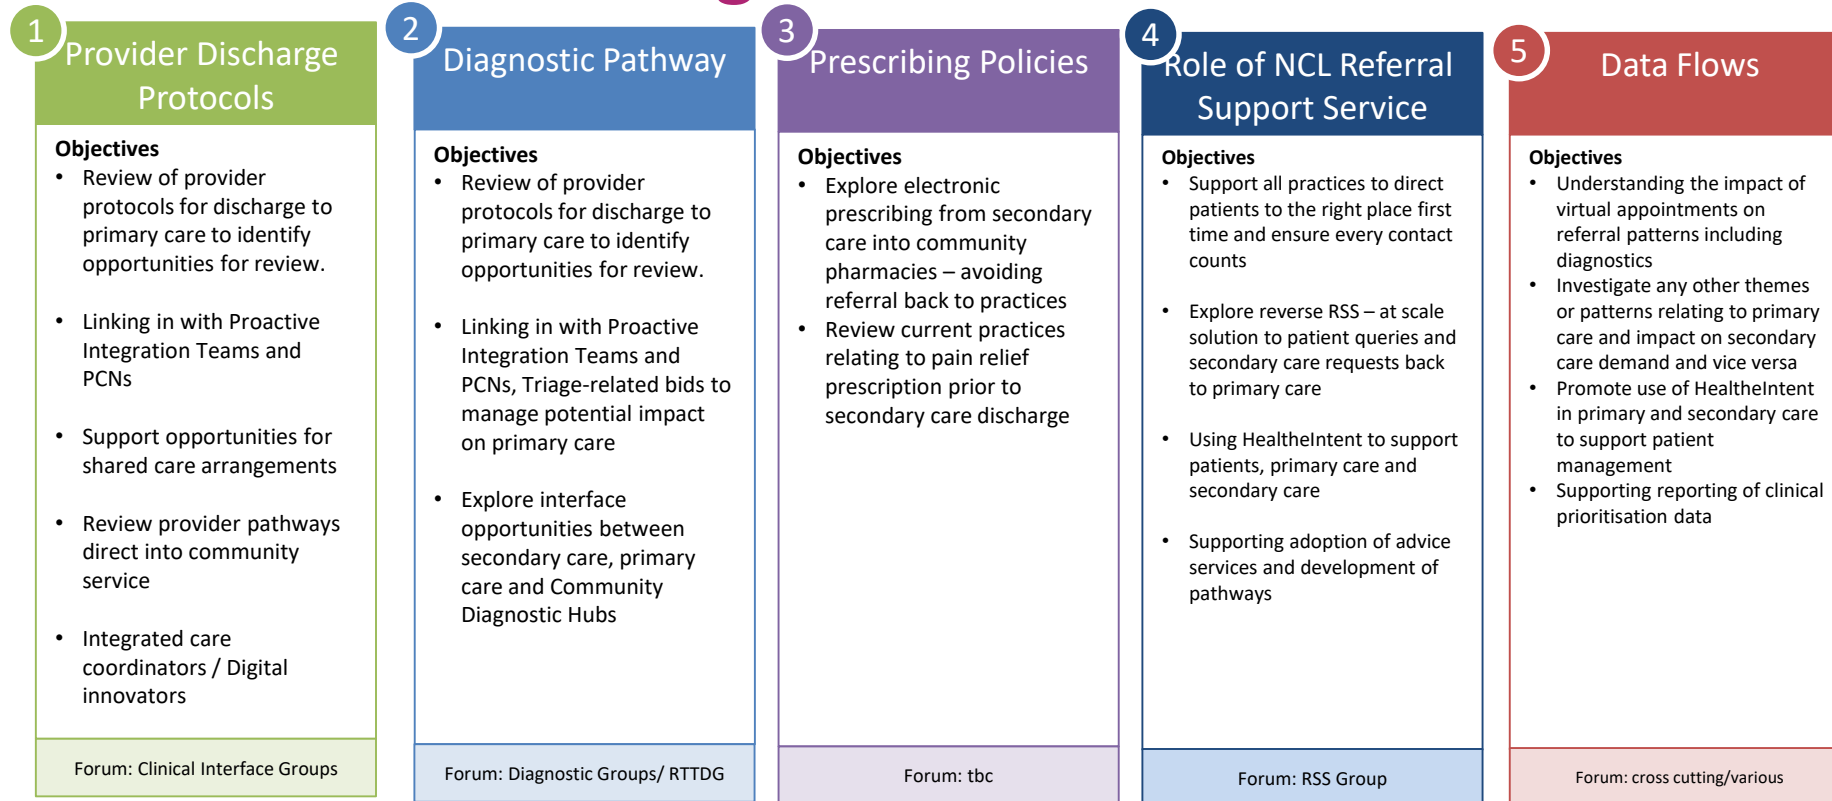 1
Provider Discharge
Protocols
Objectives
• Review of provider
protocols for discharge to
primary care to identify
opportunities for review.
• Linking in with Proactive
Integration Teams and
PCNs
• Support opportunities for
shared care arrangements
• Review provider pathways
direct into community
service
• Integrated care
coordinators / Digital
innovators
Forum: Clinical Interface Groups
2
Diagnostic Pathway
Objectives
• Review of provider
protocols for discharge to
primary care to identify
opportunities for review.
• Linking in with Proactive
Integration Teams and
PCNs, Triage-related bids to
manage potential impact
on primary care
• Explore interface
opportunities between
secondary care, primary
care and Community
Diagnostic Hubs
Forum: Diagnostic Groups/ RTTDG
3
Prescribing Policies
Objectives
• Explore electronic
prescribing from secondary
care into community
pharmacies – avoiding
referral back to practices
• Review current practices
relating to pain relief
prescription prior to
secondary care discharge
Forum: tbc
4
Role of NCL Referral
Support Service
Objectives
• Support all practices to direct
patients to the right place first
time and ensure every contact
counts
• Explore reverse RSS – at scale
solution to patient queries and
secondary care requests back
to primary care
• Using HealtheIntent to support
patients, primary care and
secondary care
• Supporting adoption of advice
services and development of
pathways
Forum: RSS Group
5
Data Flows
Objectives
• Understanding the impact of
virtual appointments on
referral patterns including
diagnostics
• Investigate any other themes
or patterns relating to primary
care and impact on secondary
care demand and vice versa
• Promote use of HealtheIntent
in primary and secondary care
to support patient
management
• Supporting reporting of clinical
prioritisation data
Forum: cross cutting/various